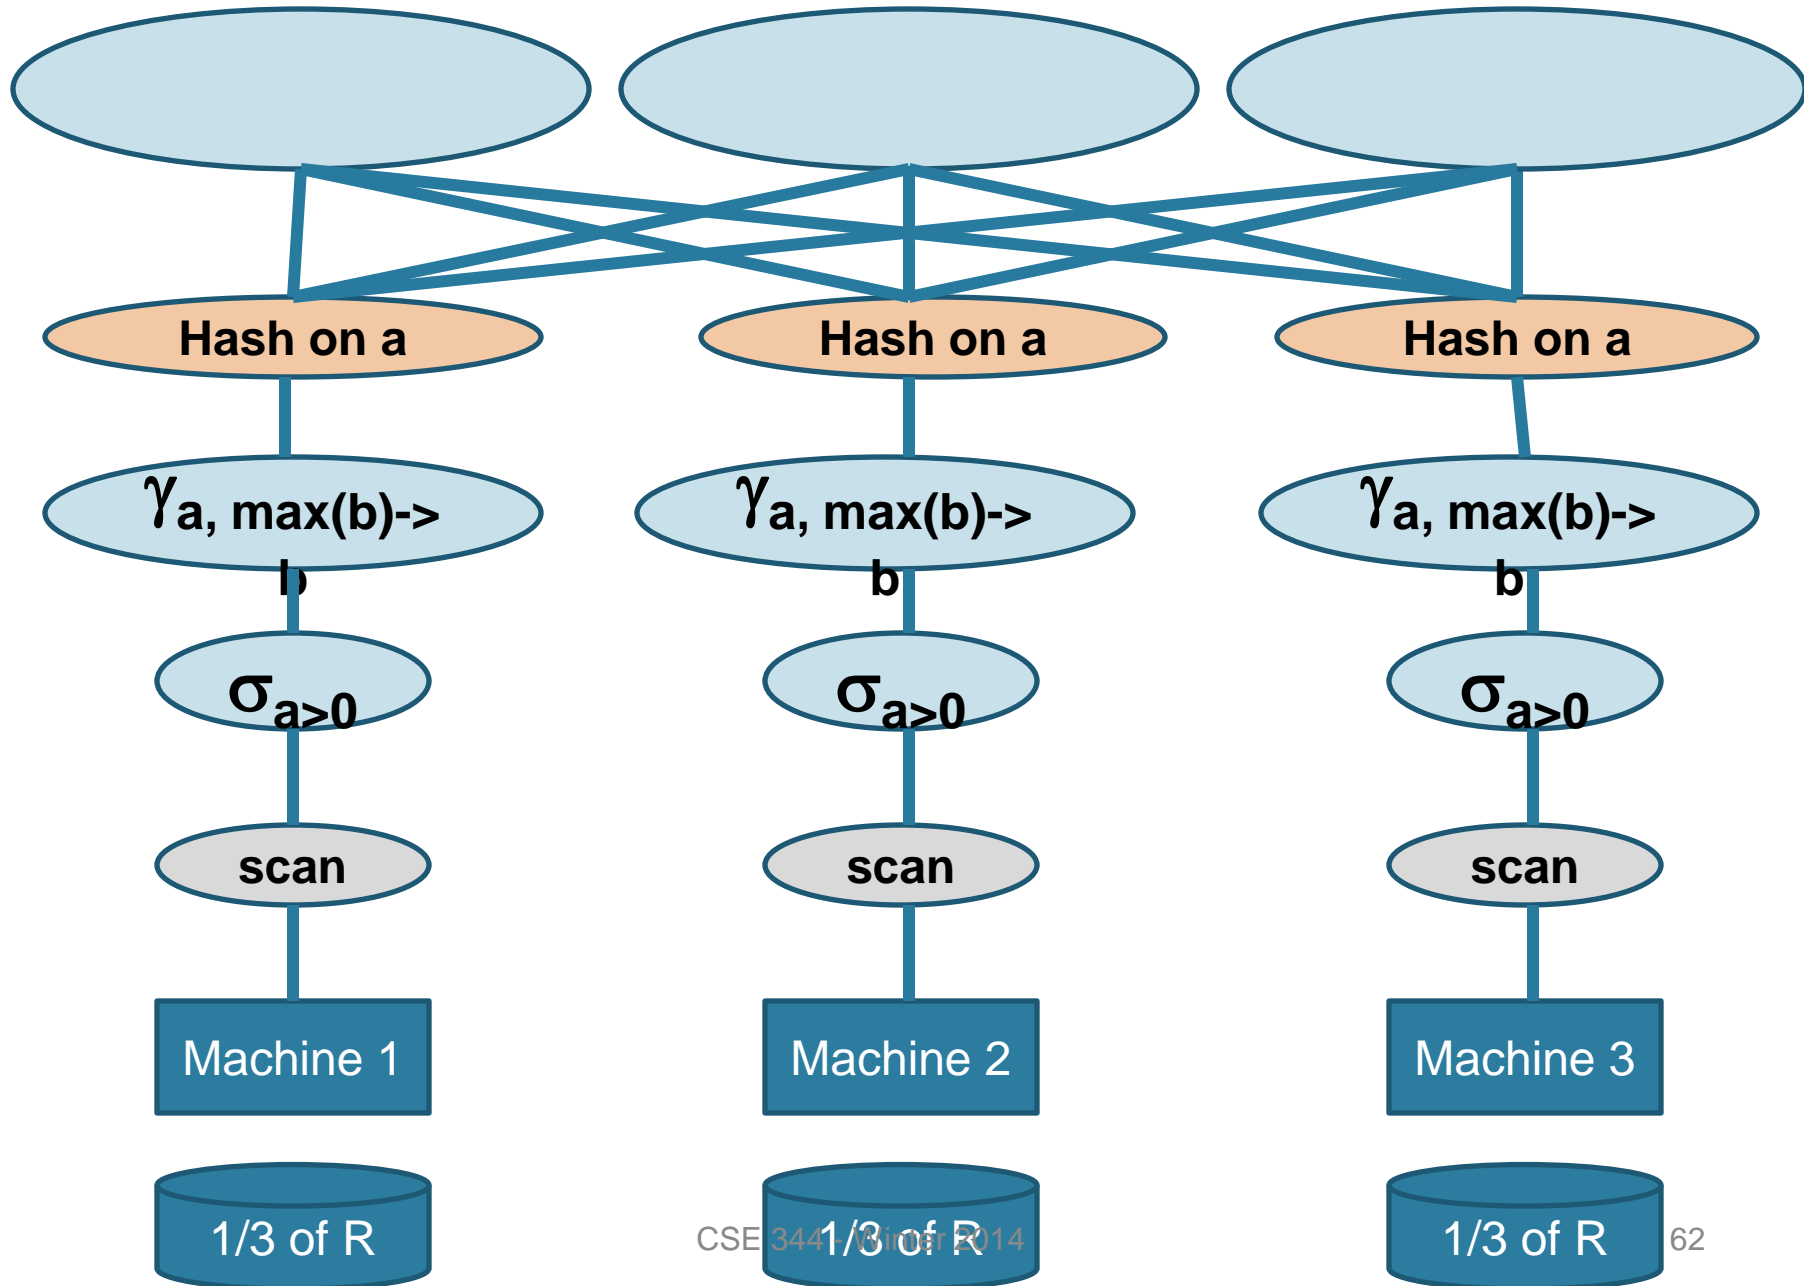 Hash on a Hash on a Hash on a
γa, max(b)-> γa, max(b)-> γa, max(b)->
b b b
σa>0 σa>0 σa>0
scan scan scan
Machine 1 Machine 2 Machine 3
1/3 of R 1/3 of R 1/3 of R
CSE 344 - Winter 2014 62